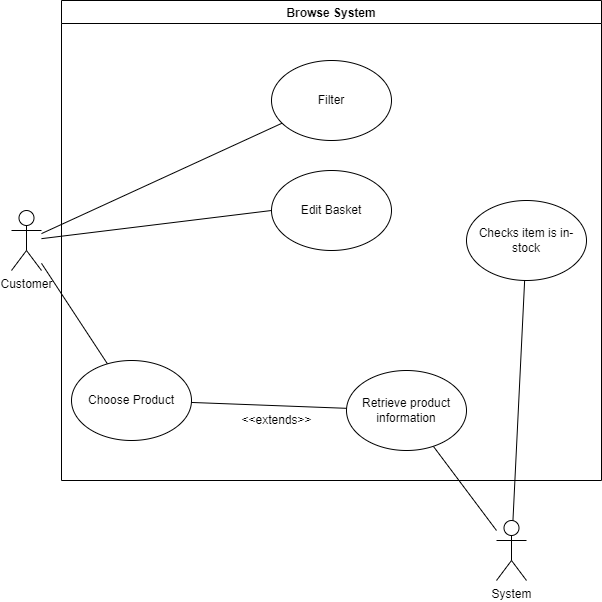 Browse System
Filter
Edit Basket
Checks item is in-
stock
Customer
Choose Product
Retrieve product
information
<<extends>>
System